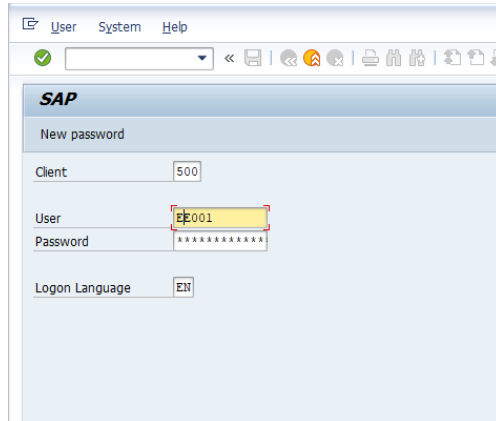 User System Help
SAP
New password
Client 500
User EE001
Password *************
Logon Language EN